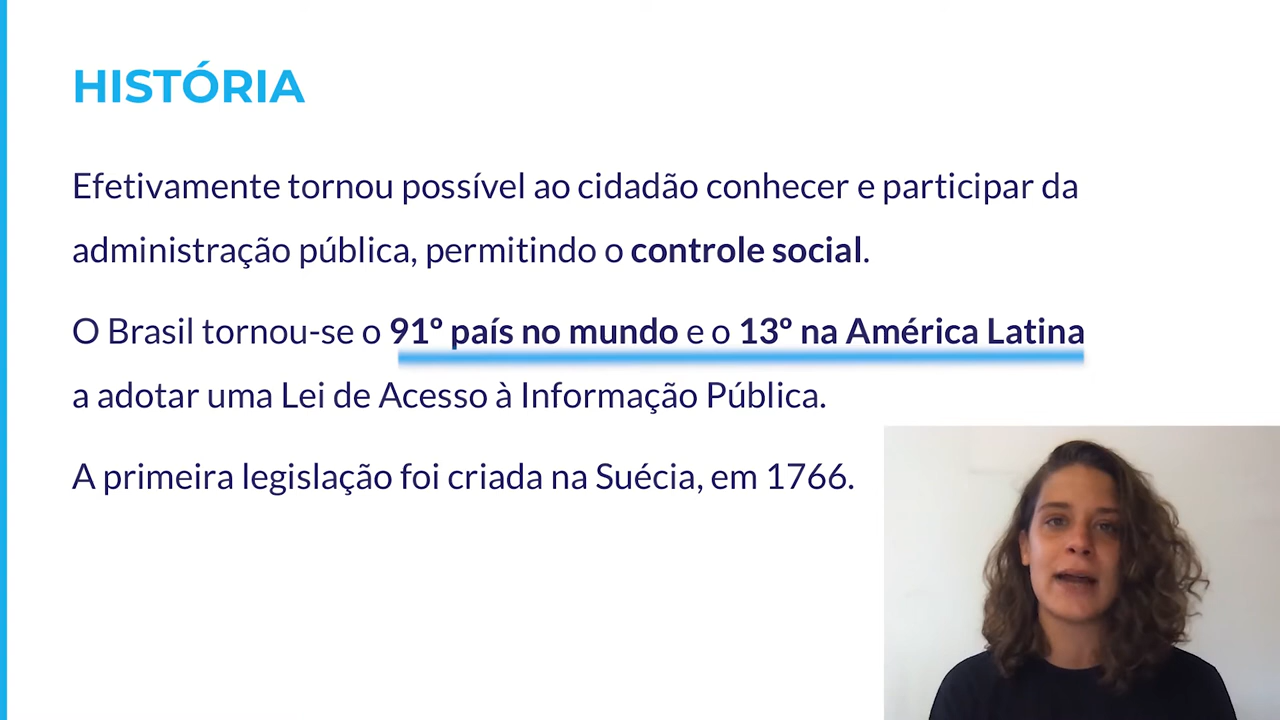 HISTÓRIA
Efetivamente tornou possível ao cidadão conhecer e participar da
administração pública, permitindo o controle social.
O Brasil tornou-se o 91º país no mundo e o 13º na América Latina
a adotar uma Lei de Acesso à Informação Pública.
A primeira legislação foi criada na Suécia, em 1766.